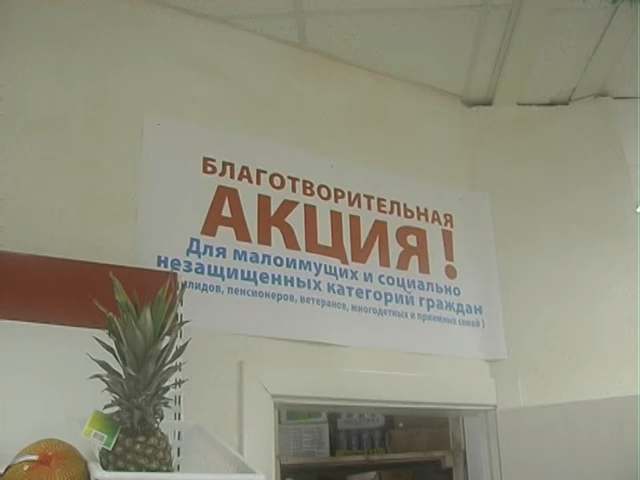 БЛАГОТВОРИТЕЛЬНАЯ
АКЦИЯ!
Для малоимущих и социально
незащищенных категорий граждан
пенсионеров, ветеранов, многодетных и приемных семей)